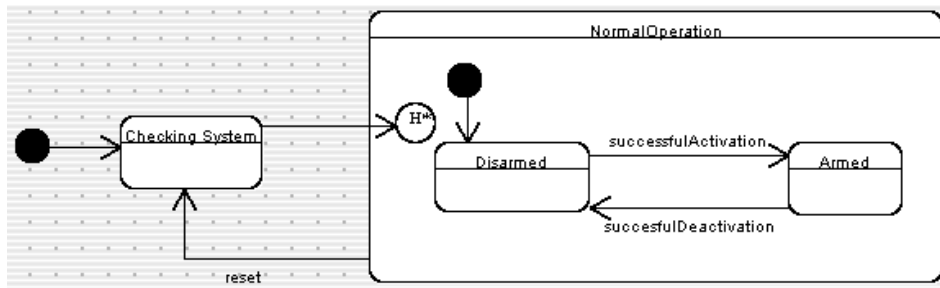 NormalOperation
H*
Checking System
Disarmed
successfulActivation
Armed
succesfulDeactivation
reset